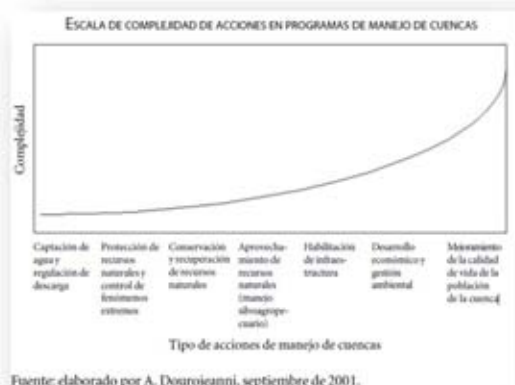 ESCALA DE COMPLEJIDAD DE ACCIONES EN PROGRAMAS DE MANEJO DE CUENCAS
Complejidad
Captación de
agua y
regulación de
descarga
Protección de
recursos
naturales y
control de
fenómenos
extremos
Conservación
y recuperación
de recursos
naturales
Aprovecha-
miento de
recursos
naturales
(manejo
silvoagrope-
cuario)
Habilitación
de infraes-
tructura
Desarrollo
económico y
gestión
ambiental
Mejoramiento
de la calidad
de vida de la
población
de la cuenca
Tipo de acciones de manejo de cuencas
Fuente: elaborado por A. Dourojeanni, septiembre de 2001.